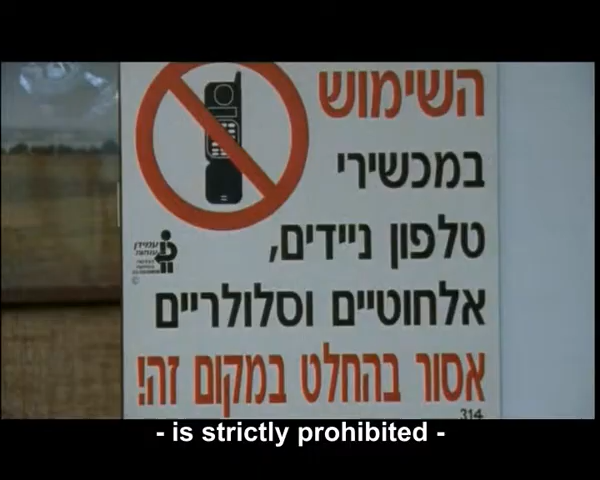 השימוש
במכשירי
טלפון ניידים,
אלחוטיים וסלולריים
אסור בהחלט במקום זה!
314
- is strictly prohibited -